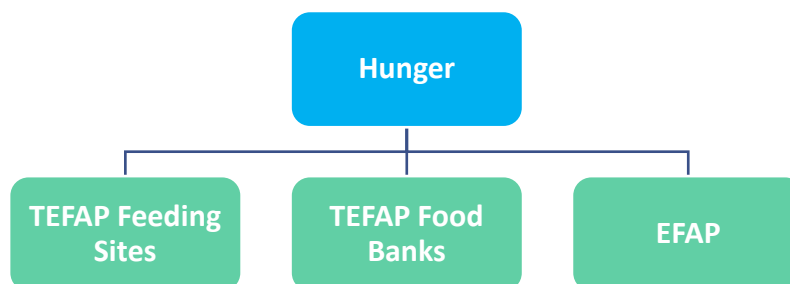 Hunger
TEFAP Feeding
Sites
TEFAP Food
Banks
EFAP